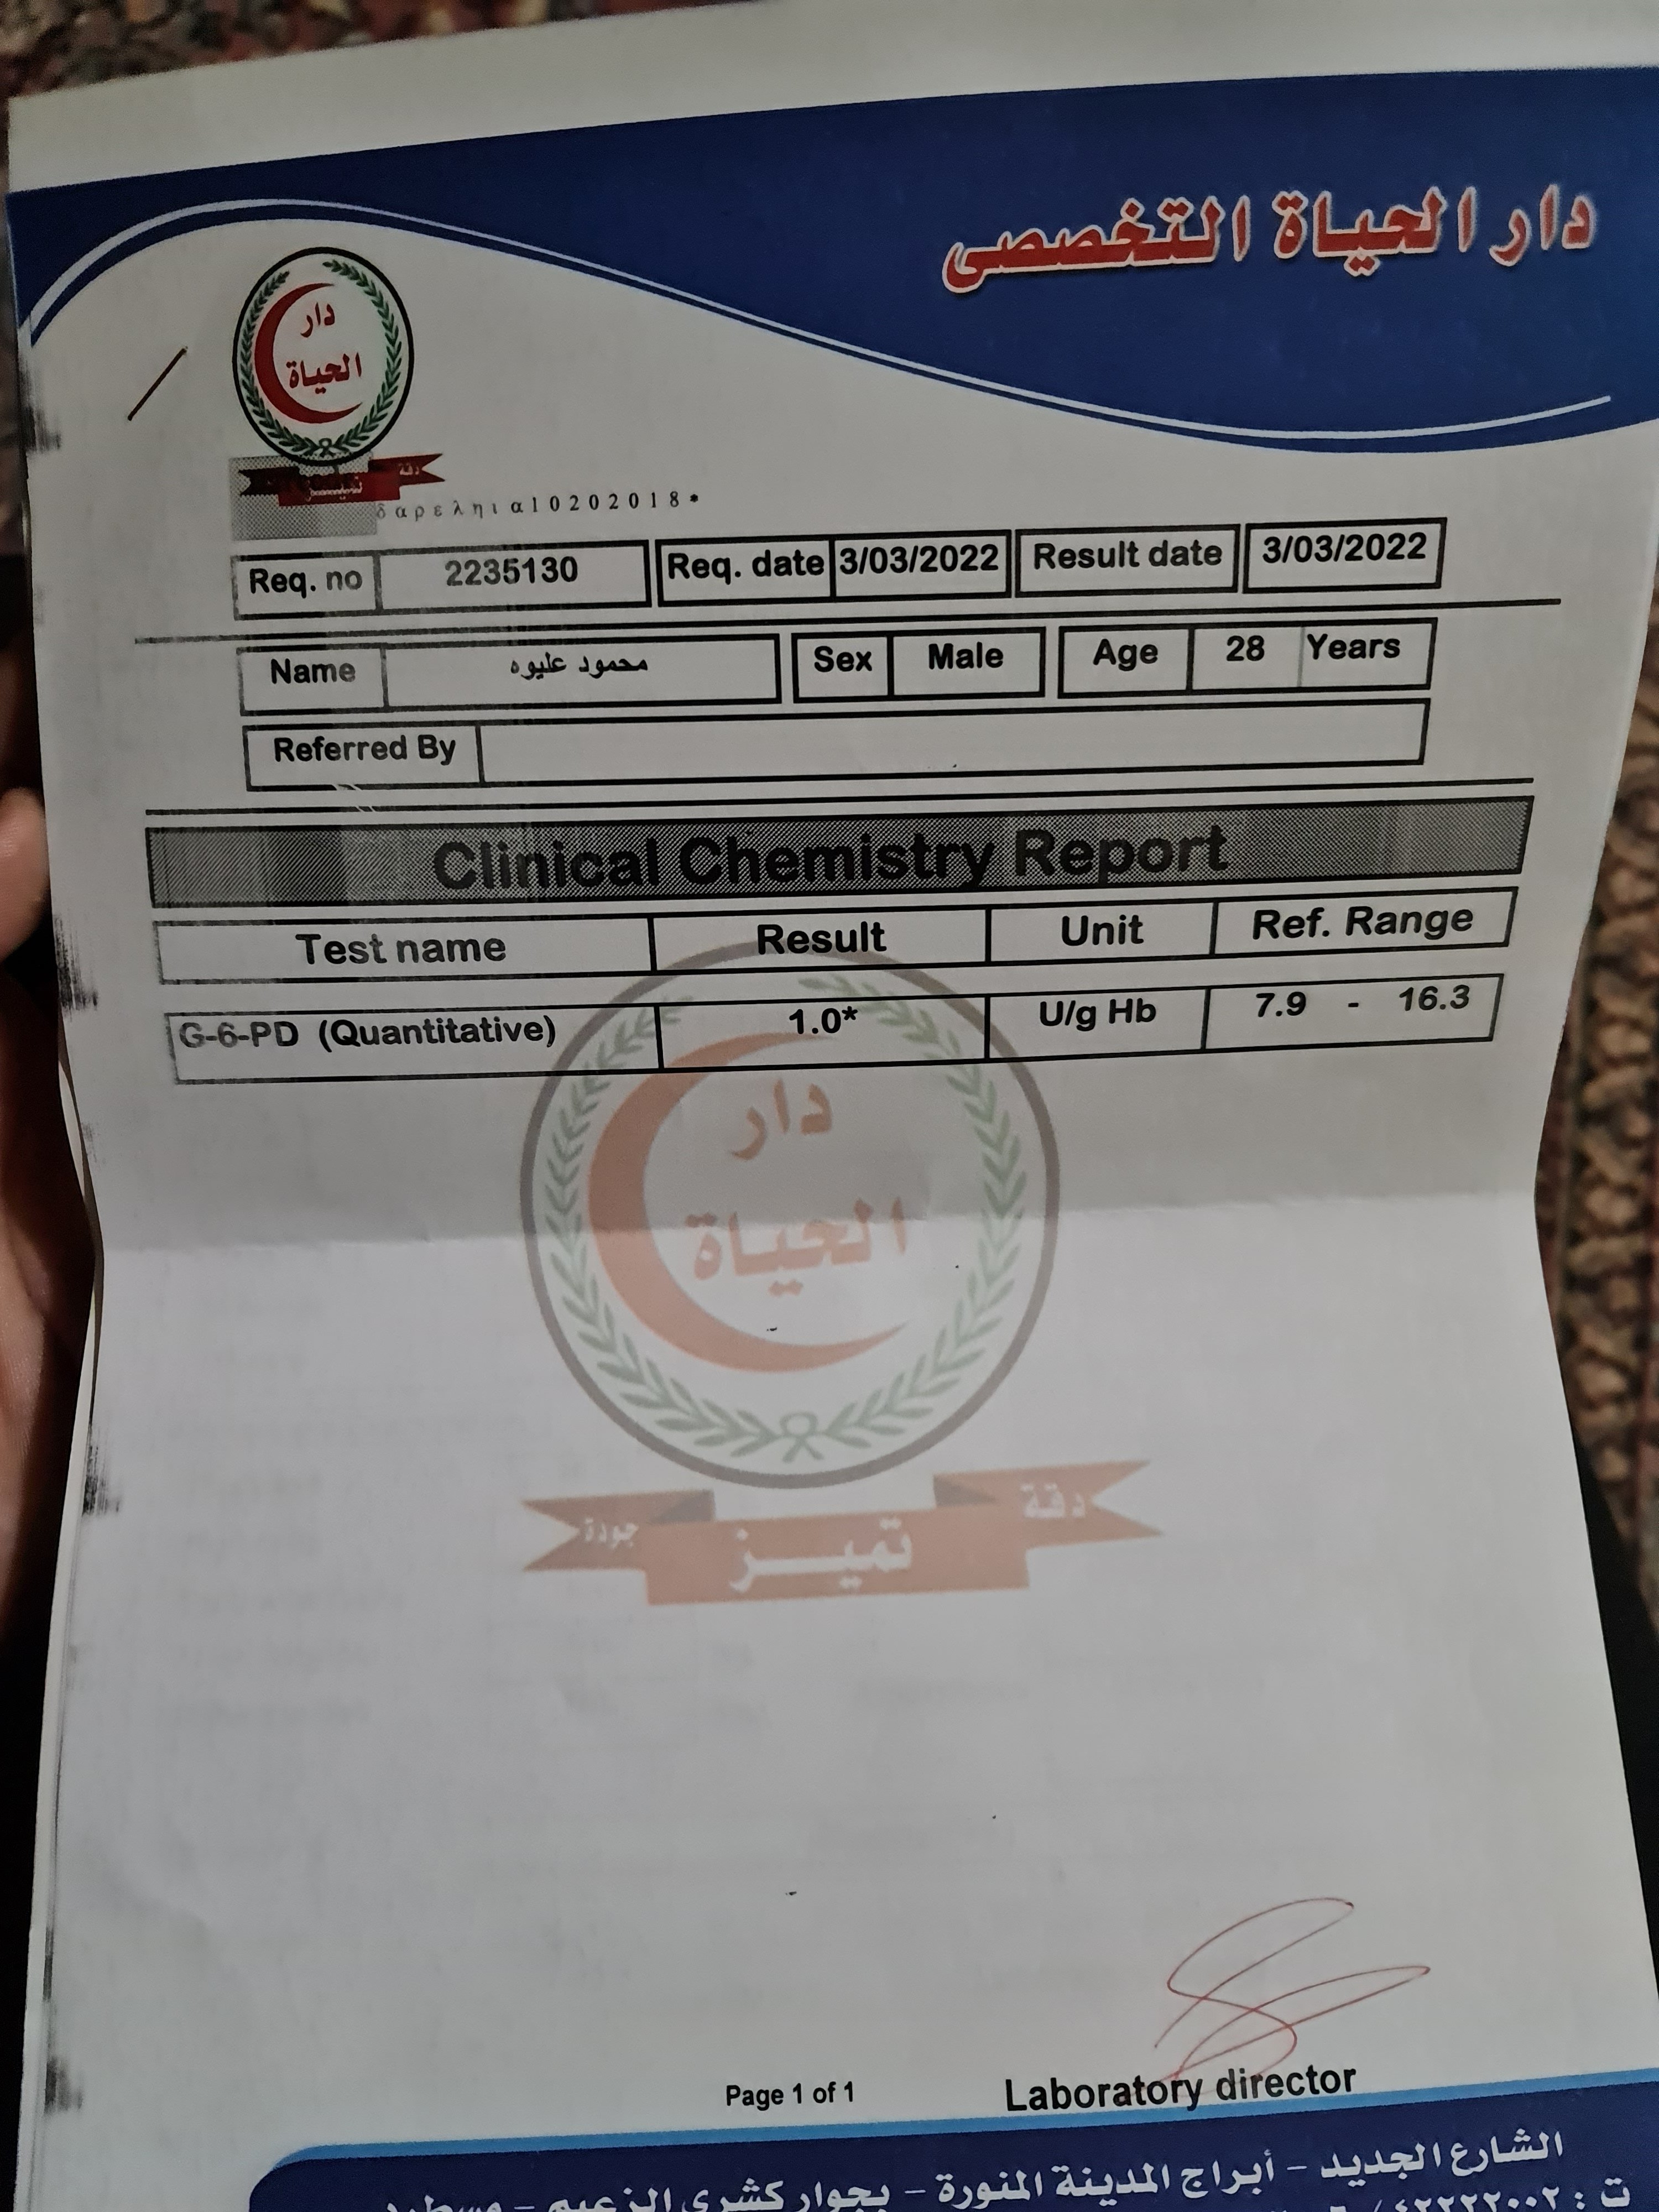 دار الحياة التخصصى
دار
الحياة
دقة
δαρεληια10202018*
Req. no 2235130 Req. date 3/03/2022 Result date 3/03/2022
Name محمود عليوه Sex Male Age 28 Years
Referred By
Clinical Chemistry Report
Test name Result Unit Ref. Range
G-6-PD (Quantitative) 1.0* U/g Hb 7.9 - 16.3
دار
الحياة
دقة تميز جودة
Page 1 of 1 Laboratory director
الشارع الجديد - أبراج المدينة المنورة - بجوار كشرى الزعيم -
ت :